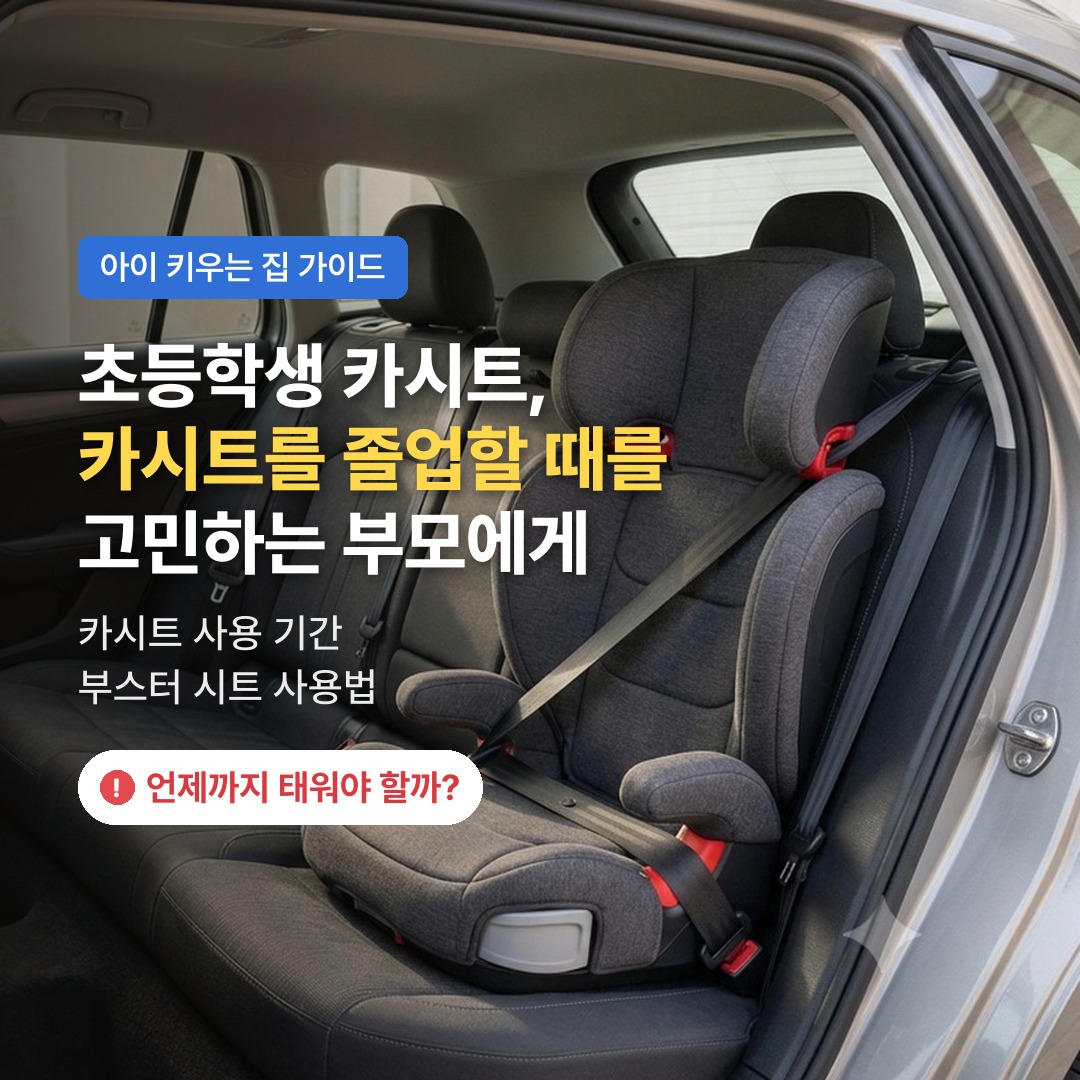 아이 키우는 집 가이드
초등학생 카시트,
카시트를 졸업할 때를
고민하는 부모에게
카시트 사용 기간
부스터 시트 사용법
! 언제까지 태워야 할까?